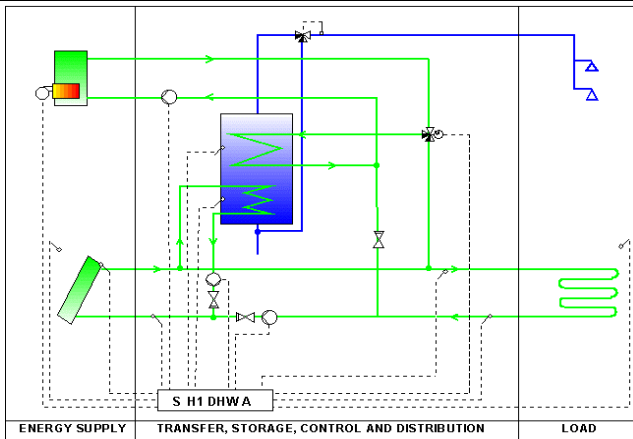 S H1 DHW A
ENERGY SUPPLY
TRANSFER, STORAGE, CONTROL AND DISTRIBUTION
LOAD